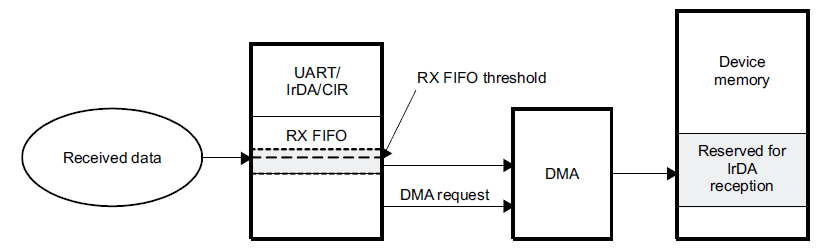 Received data
UART/
IrDA/CIR
RX FIFO
RX FIFO threshold
DMA request
DMA
Device
memory
Reserved for
IrDA
reception